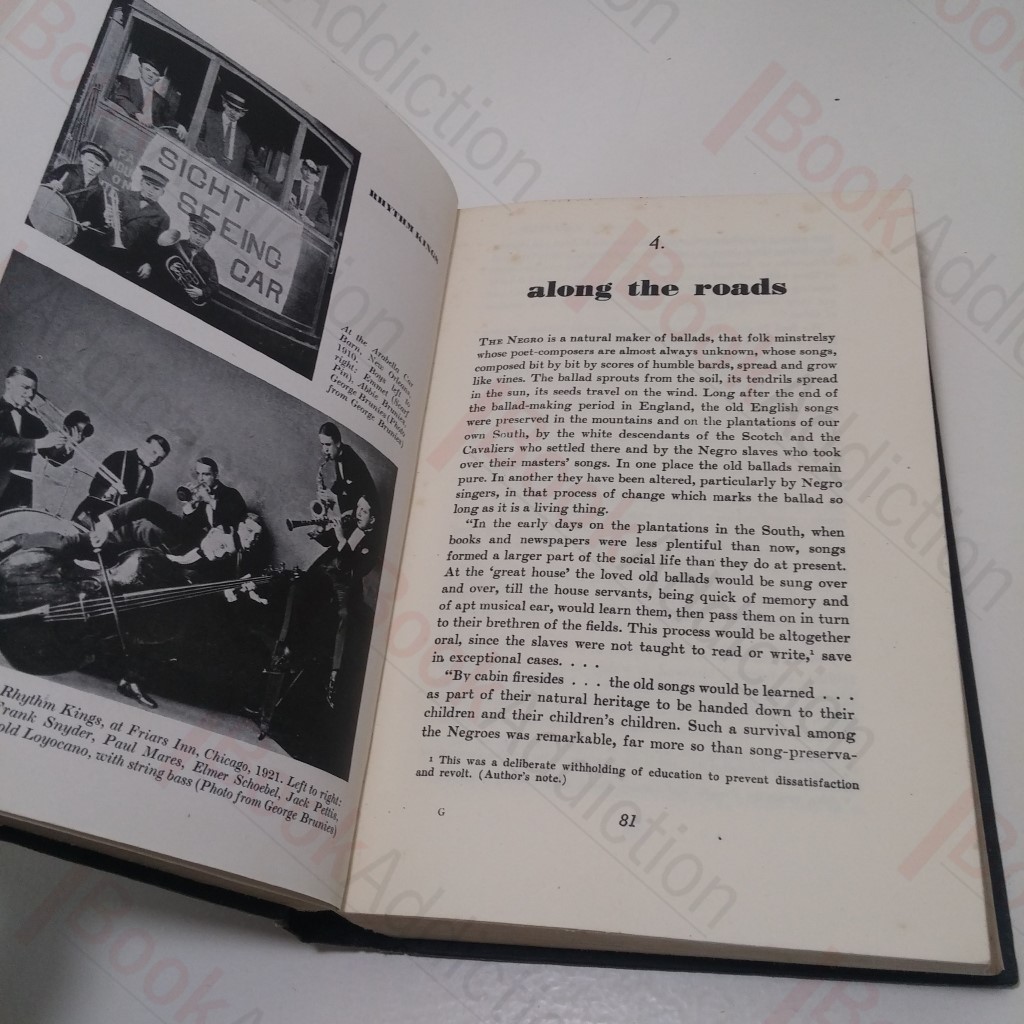 SIGHT
SEEING
CAR
RHYTHM KINGS
At the Arabella Car
Barn, New Orleans,
1910. Boys left to
right: Emmet (Scarf
Pin), Abbie Brunies,
George Brunies (Photo
from George Brunies)
Rhythm Kings, at Friars Inn, Chicago, 1921. Left to right:
Frank Snyder, Paul Mares, Elmer Schoebel, Jack Pettis,
old Loyocano, with string bass (Photo from George Brunies)
4.
along the roads
THE NEGRO is a natural maker of ballads, that folk minstrelsy
whose poet-composers are almost always unknown, whose songs,
composed bit by bit by scores of humble bards, spread and grow
like vines. The ballad sprouts from the soil, its tendrils spread
in the sun, its seeds travel on the wind. Long after the end of
the ballad-making period in England, the old English songs
were preserved in the mountains and on the plantations of our
own South, by the white descendants of the Scotch and the
Cavaliers who settled there and by the Negro slaves who took
over their masters' songs. In one place the old ballads remain
pure. In another they have been altered, particularly by Negro
singers, in that process of change which marks the ballad so
long as it is a living thing.
"In the early days on the plantations in the South, when
books and newspapers were less plentiful than now, songs
formed a larger part of the social life than they do at present.
At the 'great house' the loved old ballads would be sung over
and over, till the house servants, being quick of memory and
of apt musical ear, would learn them, then pass them on in turn
to their brethren of the fields. This process would be altogether
oral, since the slaves were not taught to read or write,¹ save
in exceptional cases. . . .
"By cabin firesides . . . the old songs would be learned . . .
as part of their natural heritage to be handed down to their
children and their children's children. Such a survival among
the Negroes was remarkable, far more so than song-preserva-
1 This was a deliberate withholding of education to prevent dissatisfaction
and revolt. (Author's note.)
G
81
BookAddiction